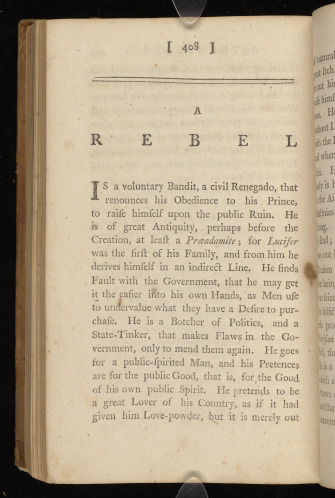 [ 408 ]
A
REBEL
IS a voluntary Bandit, a civil Renegado, that
renounces his Obedience to his Prince,
to raiſe himſelf upon the public Ruin. He
is of great Antiquity, perhaps before the
Creation, at leaſt a Præadamite; for Lucifer
was the firſt of his Family, and from him he
derives himſelf in an indirect Line. He finds
Fault with the Government, that he may get
it the eaſier into his own Hands, as Men uſe
to undervalue what they have a Deſire to pur-
chaſe. He is a Botcher of Politics, and a
State-Tinker, that makes Flaws in the Go-
vernment, only to mend them again. He goes
for a public-ſpirited Man, and his Pretences
are for the public Good, that is, for the Good
of his own public Spirit. He pretends to be
a great Lover of his Country, as if it had
given him Love-powder, but it is merely out